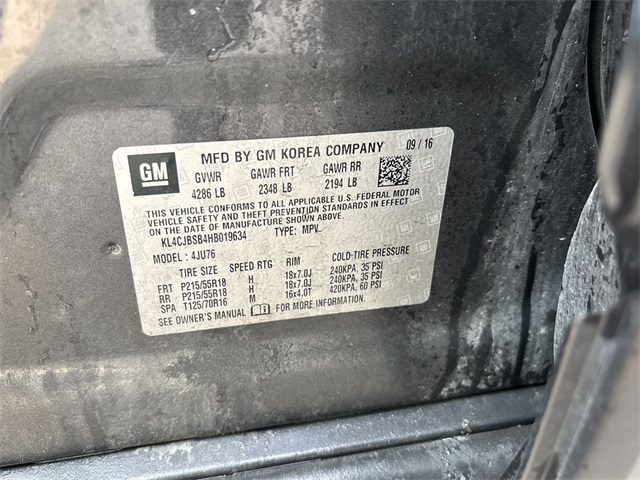 GM
MFD BY GM KOREA COMPANY 09 / 16
GVWR GAWR FRT GAWR RR
4286 LB 2348 LB 2194 LB
THIS VEHICLE CONFORMS TO ALL APPLICABLE U.S. FEDERAL MOTOR
VEHICLE SAFETY AND THEFT PREVENTION STANDARDS IN EFFECT
ON THE DATE OF MANUFACTURE SHOWN ABOVE.
KL4CJBSB4HB019634 TYPE: MPV
MODEL : 4JU76
TIRE SIZE SPEED RTG RIM COLD-TIRE PRESSURE
FRT P215/55R18 H 18x7.0J 240KPA, 35 PSI
RR P215/55R18 H 18x7.0J 240KPA, 35 PSI
SPA T125/70R16 M 16x4.0T 420KPA, 60 PSI
SEE OWNER'S MANUAL FOR MORE INFORMATION